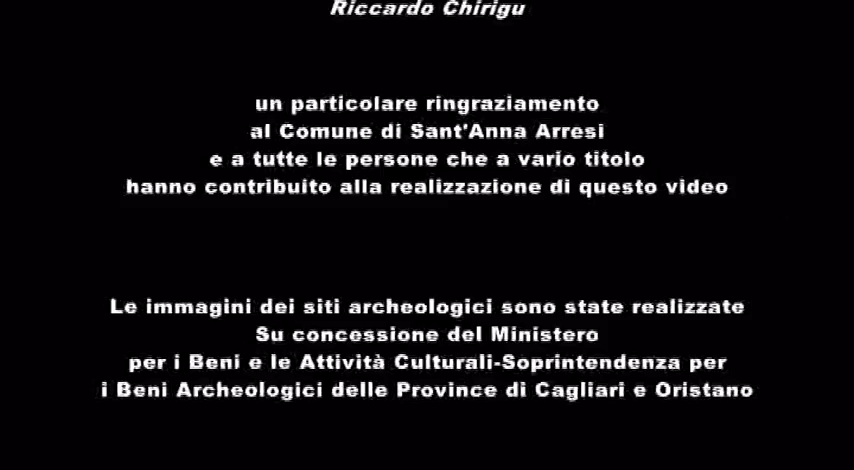 Riccardo Chirigu
un particolare ringraziamento
al Comune di Sant'Anna Arresi
e a tutte le persone che a vario titolo
hanno contribuito alla realizzazione di questo video
Le immagini dei siti archeologici sono state realizzate
Su concessione del Ministero
per i Beni e le Attività Culturali-Soprintendenza per
i Beni Archeologici delle Province di Cagliari e Oristano